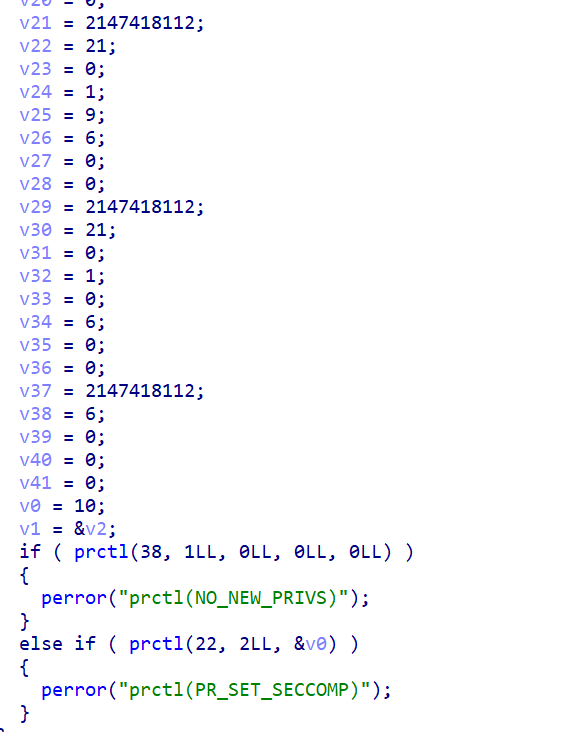 v20 = 0;
v21 = 2147418112;
v22 = 21;
v23 = 0;
v24 = 1;
v25 = 9;
v26 = 6;
v27 = 0;
v28 = 0;
v29 = 2147418112;
v30 = 21;
v31 = 0;
v32 = 1;
v33 = 0;
v34 = 6;
v35 = 0;
v36 = 0;
v37 = 2147418112;
v38 = 6;
v39 = 0;
v40 = 0;
v41 = 0;
v0 = 10;
v1 = &v2;
if ( prctl(38, 1LL, 0LL, 0LL, 0LL) )
{
perror("prctl(NO_NEW_PRIVS)");
}
else if ( prctl(22, 2LL, &v0) )
{
perror("prctl(PR_SET_SECCOMP)");
}